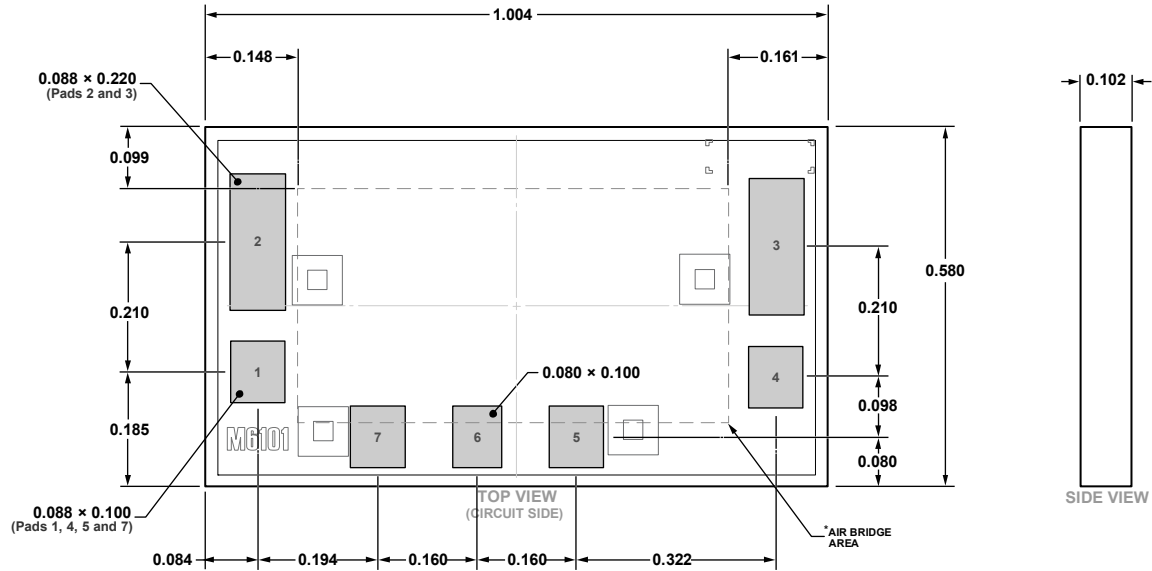 1.004
0.148
0.161
0.102
0.088 × 0.220
(Pads 2 and 3)
0.099
2
3
0.580
0.210
0.210
1
0.080 × 0.100
4
0.098
0.185
M6101
7
6
5
0.080
TOP VIEW
(CIRCUIT SIDE)
SIDE VIEW
0.088 × 0.100
(Pads 1, 4, 5 and 7)
*AIR BRIDGE
AREA
0.084
0.194
0.160
0.160
0.322